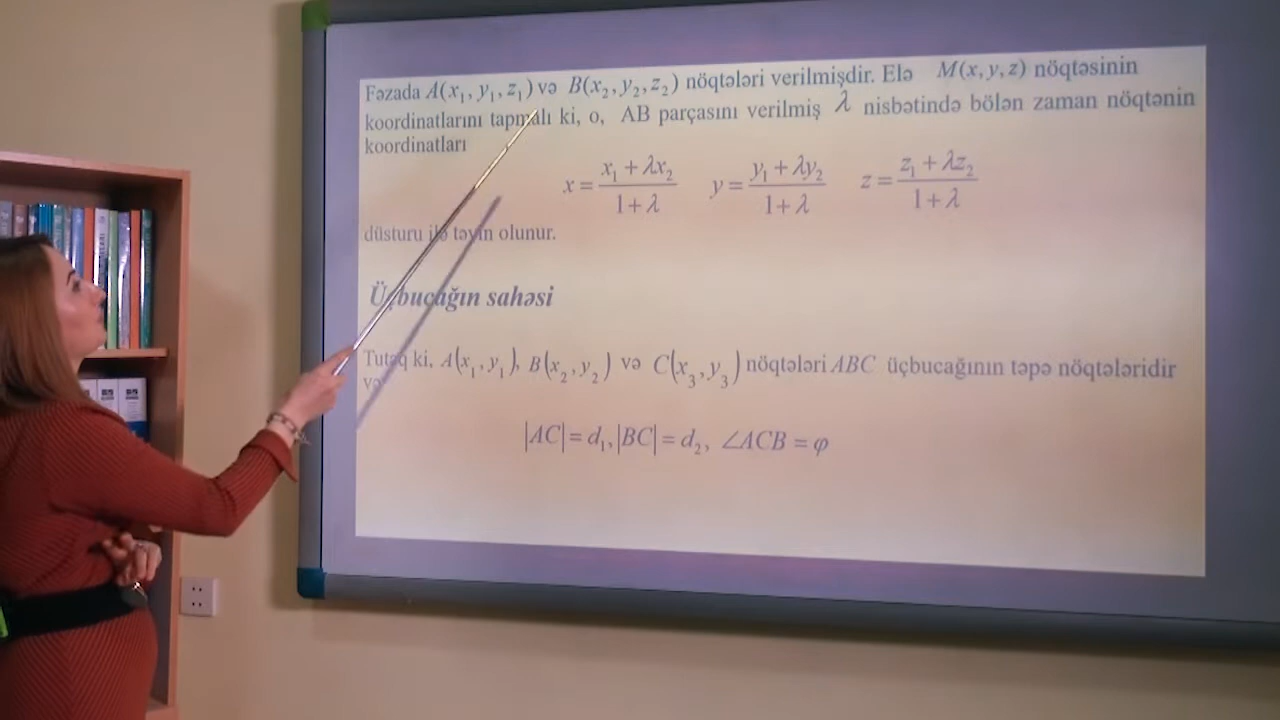 Fəzada A(x₁, y₁, z₁) və B(x₂, y₂, z₂) nöqtələri verilmişdir. Elə M(x, y, z) nöqtəsinin
koordinatlarını tapmalı ki, o, AB parçasını verilmiş λ nisbətində bölən zaman nöqtənin
koordinatları
x = (x₁ + λx₂)/(1 + λ) y = (y₁ + λy₂)/(1 + λ) z = (z₁ + λz₂)/(1 + λ)
düsturu ilə təyin olunur.
Üçbucağın sahəsi
Tutaq ki, A(x₁, y₁), B(x₂, y₂) və C(x₃, y₃) nöqtələri ABC üçbucağının təpə nöqtələridir
və
|AC| = d₁, |BC| = d₂, ∠ACB = φ